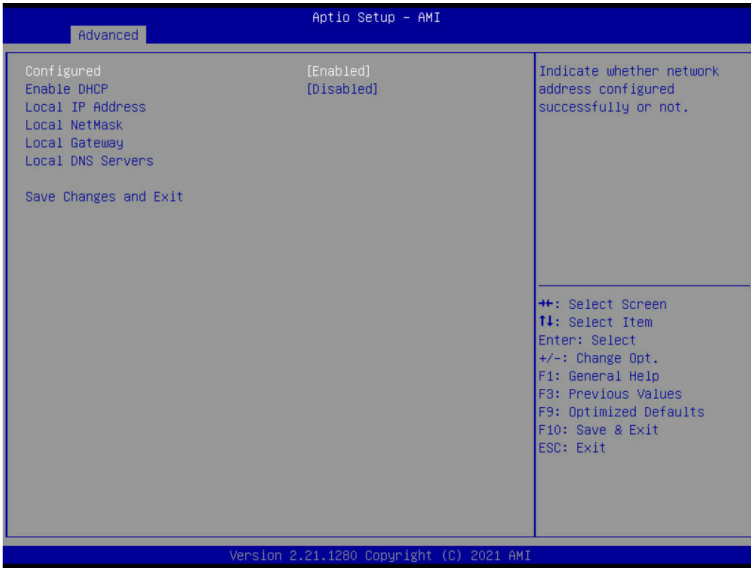 Aptio Setup – AMI
Advanced
Configured [Enabled]
Enable DHCP [Disabled]
Local IP Address
Local NetMask
Local Gateway
Local DNS Servers
Save Changes and Exit
Indicate whether network
address configured
successfully or not.
→←: Select Screen
↑↓: Select Item
Enter: Select
+/-: Change Opt.
F1: General Help
F3: Previous Values
F9: Optimized Defaults
F10: Save & Exit
ESC: Exit
Version 2.21.1280 Copyright (C) 2021 AMI